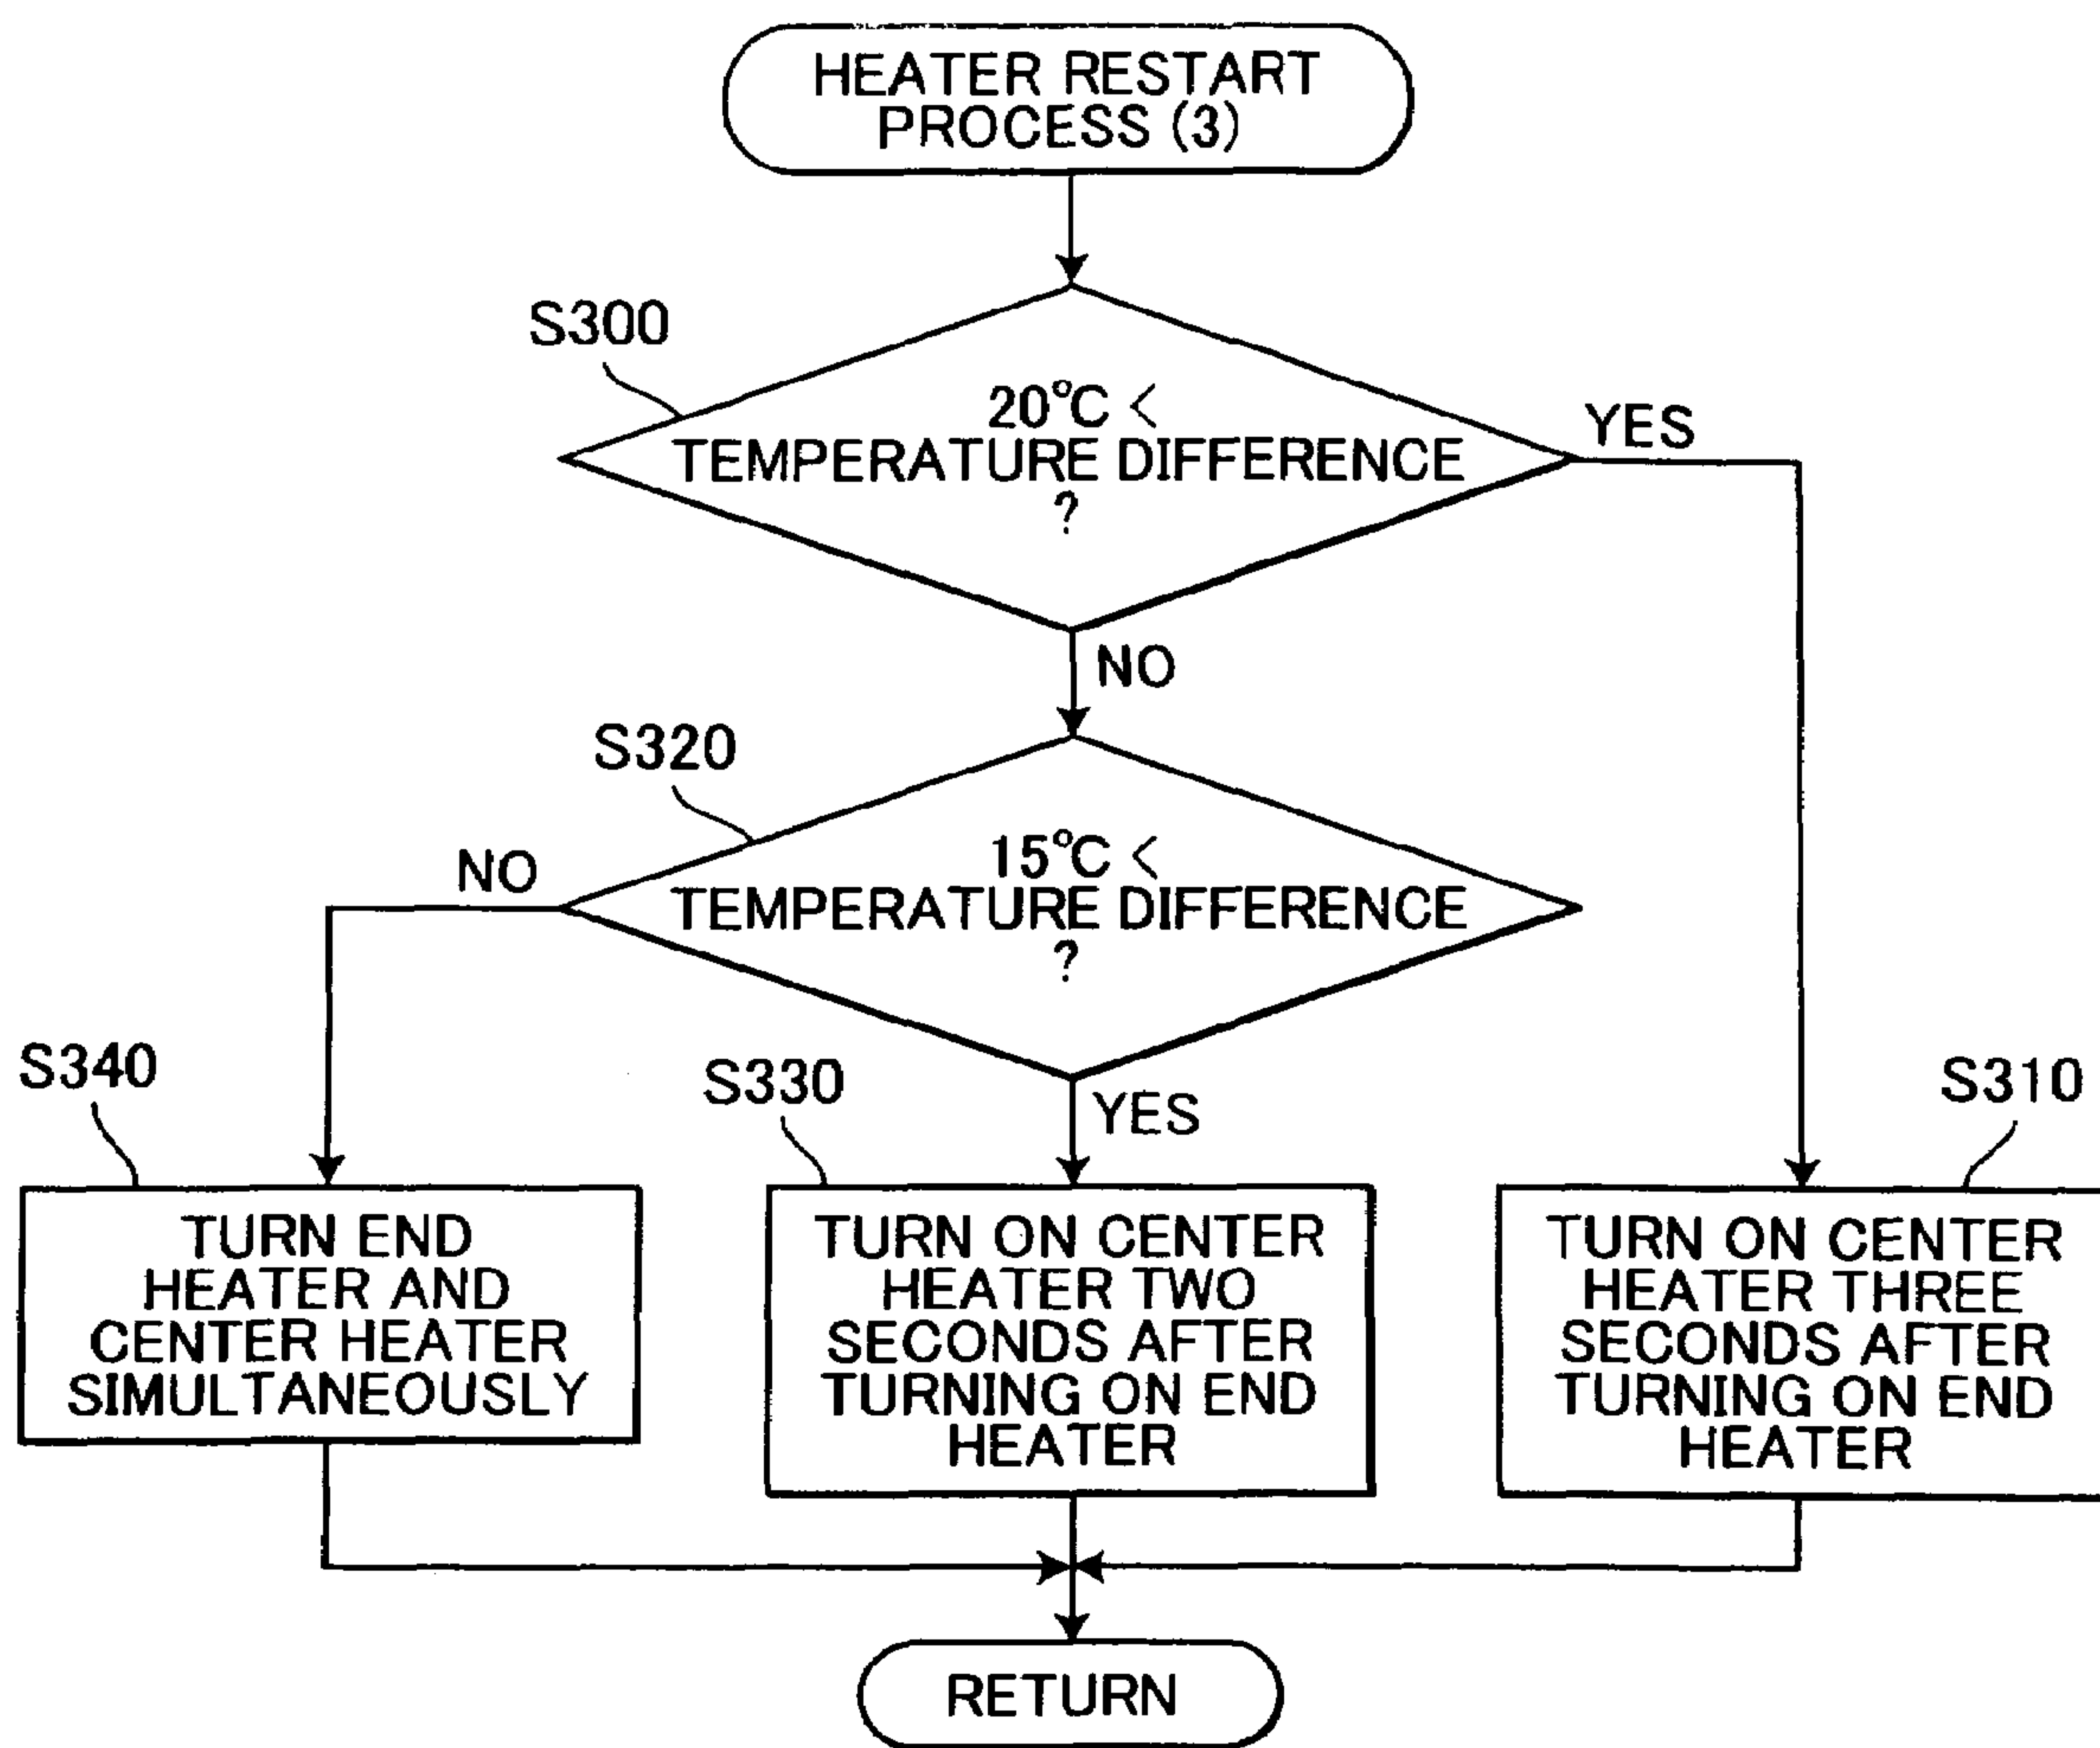 HEATER RESTART
PROCESS (3)
S300
20°C <
TEMPERATURE DIFFERENCE
?
YES
NO
S320
15°C <
TEMPERATURE DIFFERENCE
?
NO
YES
S340
TURN END
HEATER AND
CENTER HEATER
SIMULTANEOUSLY
S330
TURN ON CENTER
HEATER TWO
SECONDS AFTER
TURNING ON END
HEATER
S310
TURN ON CENTER
HEATER THREE
SECONDS AFTER
TURNING ON END
HEATER
RETURN